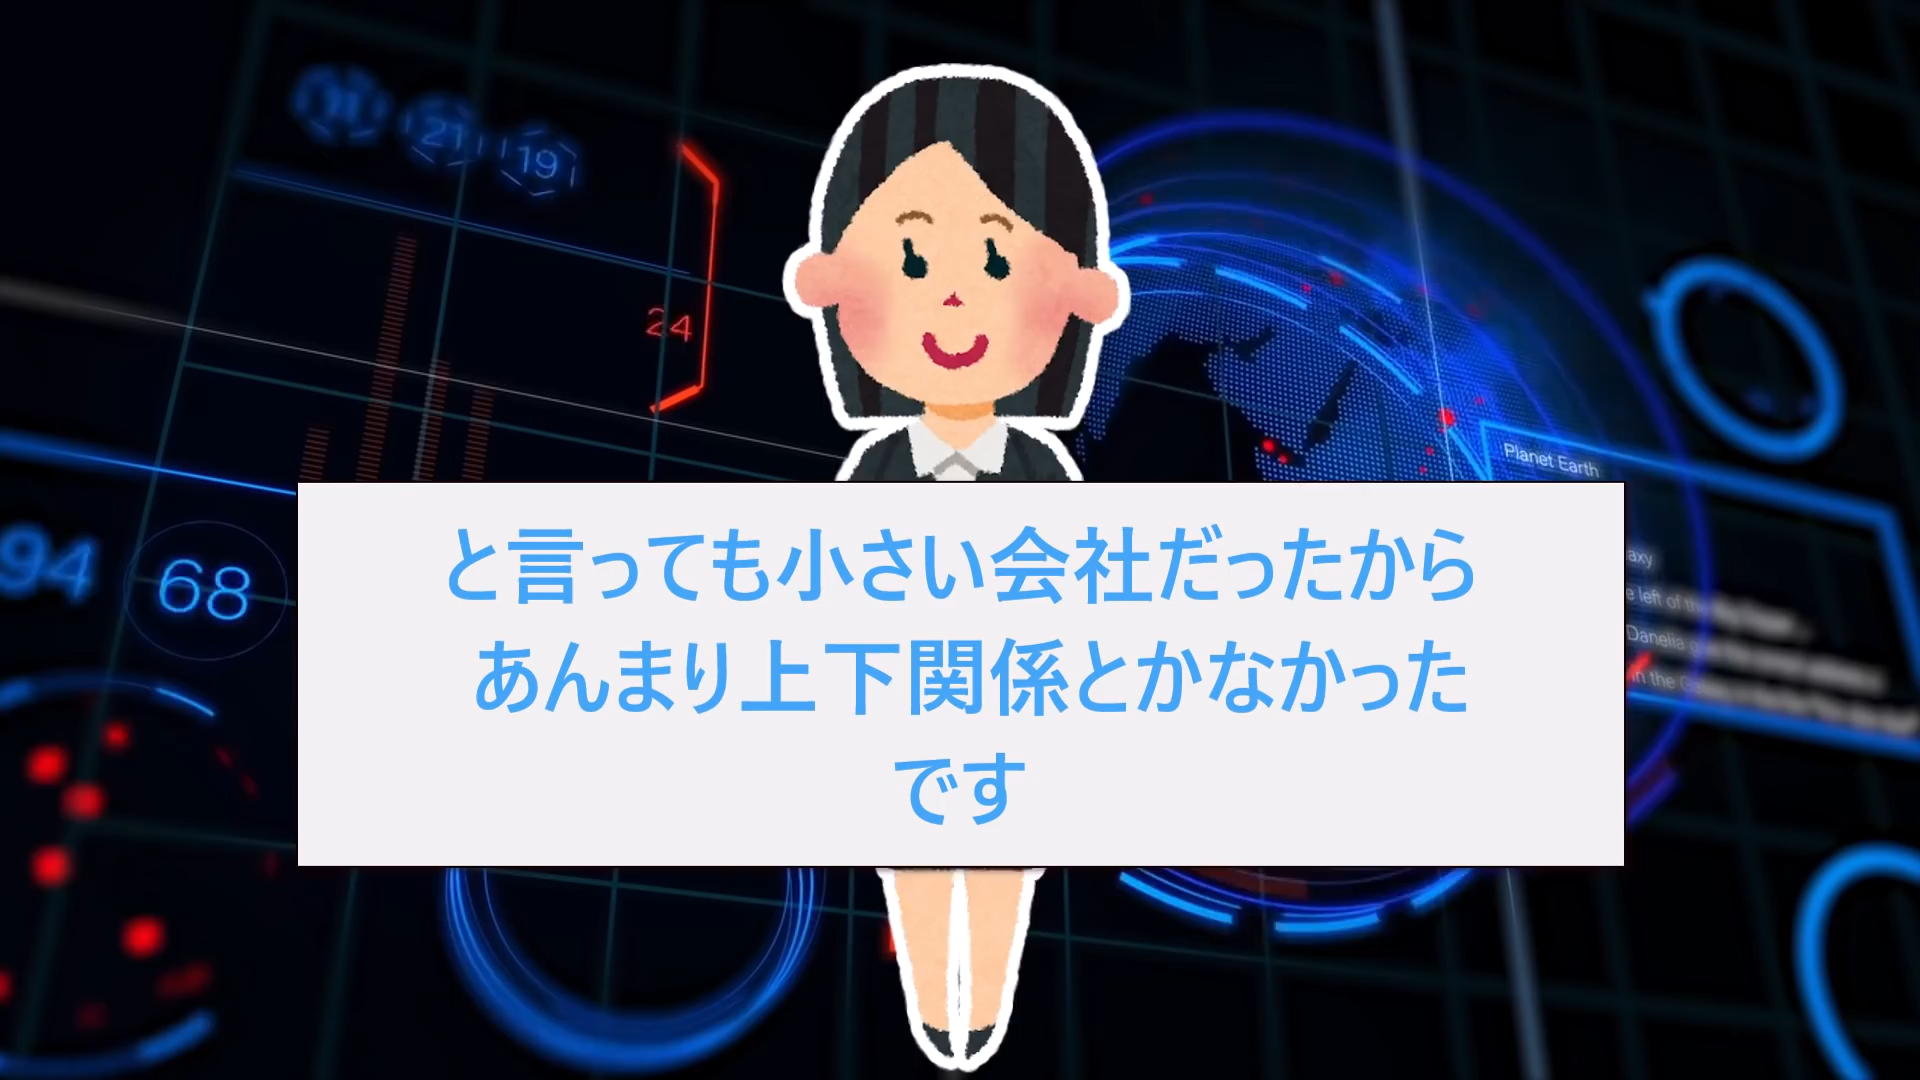 21
19
24
Planet Earth
94
68
axy
と言っても小さい会社だったから
あんまり上下関係とかなかった
です